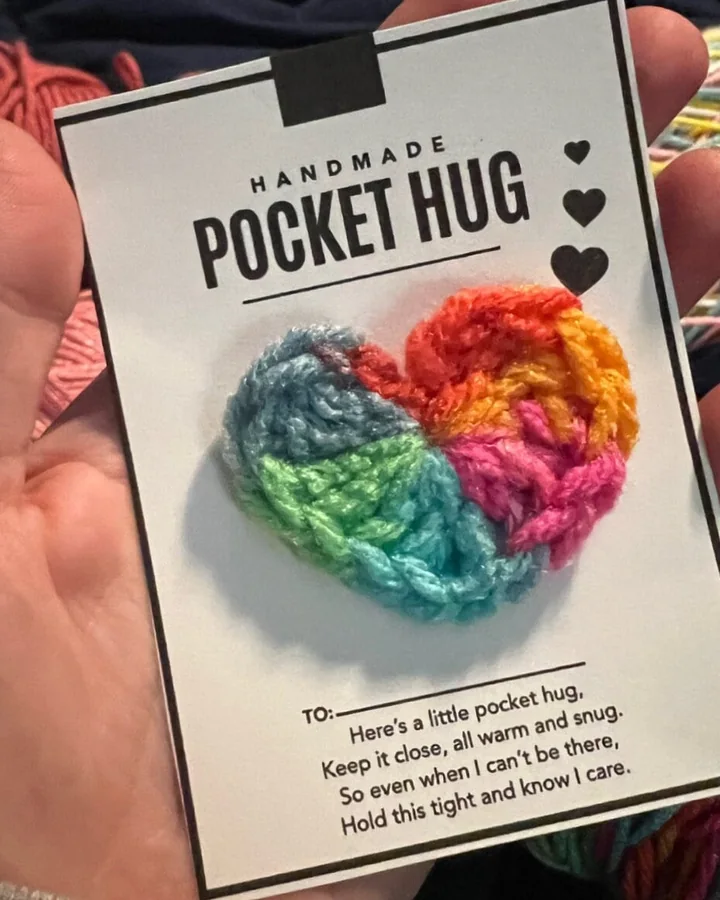 HANDMADE
POCKET HUG
TO:
Here's a little pocket hug,
Keep it close, all warm and snug.
So even when I can't be there,
Hold this tight and know I care.